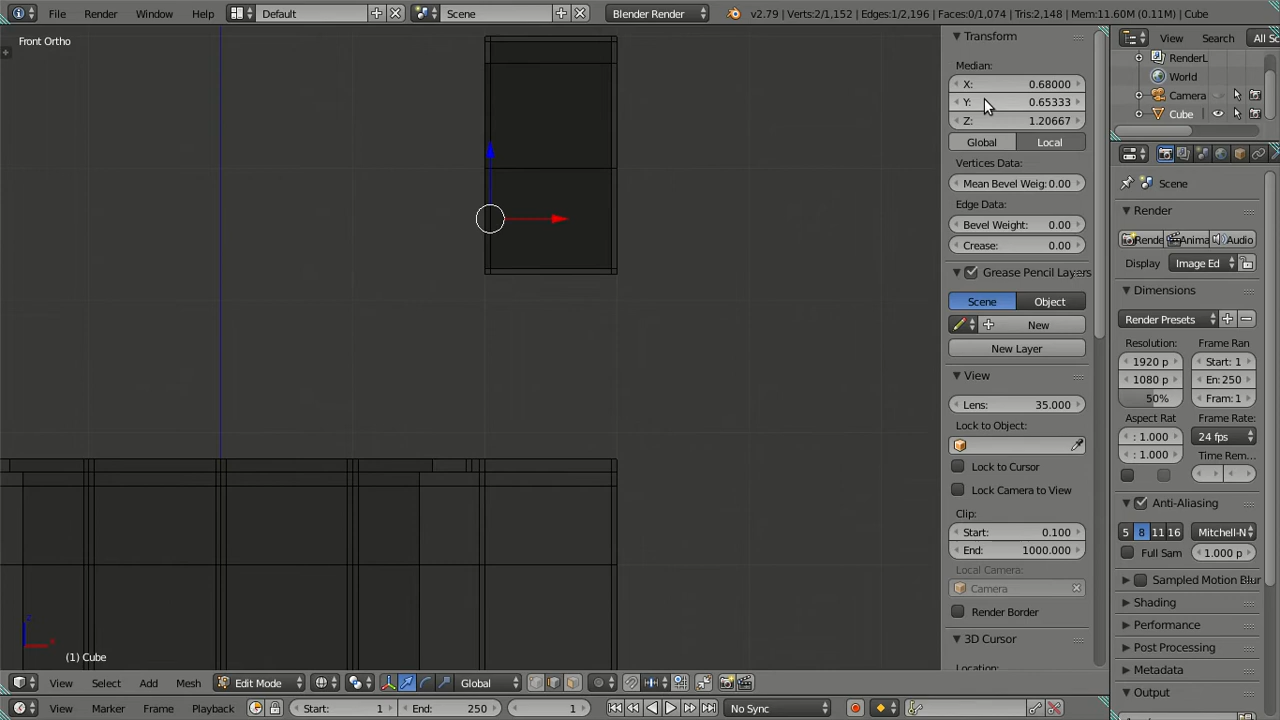 File Render Window Help Default Scene Blender Render v2.79 | Verts:2/1,152 | Edges:1/2,196 | Faces:0/1,074 | Tris:2,148 | Mem:11.60M (0.11M) | Cube
Front Ortho
Transform
Median:
X: 0.68000
Y: 0.65333
Z: 1.20667
Global Local
Vertices Data:
Mean Bevel Weig: 0.00
Edge Data:
Bevel Weight: 0.00
Crease: 0.00
Grease Pencil Layers
Scene Object
New
New Layer
View
Lens: 35.000
Lock to Object:
Lock to Cursor
Lock Camera to View
Clip:
Start: 0.100
End: 1000.000
Local Camera:
Camera
Render Border
3D Cursor
Location:
View Search All Sc
RenderL
World
Camera
Cube
Scene
Render
Rende Anima Audio
Display Image Ed
Dimensions
Render Presets
Resolution: Frame Ran
1920 p Start: 1
1080 p En: 250
50% Fram: 1
Aspect Rat Frame Rate:
: 1.000 24 fps
: 1.000 Time Rem...
Anti-Aliasing
5 8 11 16 Mitchell-N
Full Sam 1.000 p
Sampled Motion Blur
Shading
Performance
Post Processing
Metadata
Output
z
x
(1) Cube
View Select Add Mesh Edit Mode Global
View Marker Frame Playback Start: 1 End: 250 1 No Sync